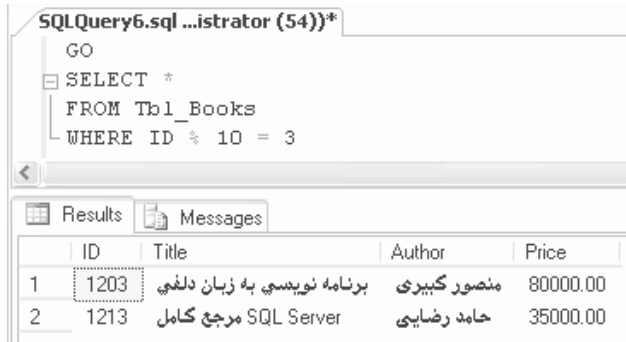 SQLQuery6.sql ...istrator (54))*
GO
SELECT *
FROM Tbl_Books
WHERE ID % 10 = 3
Results Messages
ID Title Author Price
1 1203 برنامه نويسي به زبان دلفي منصور كبيری 80000.00
2 1213 مرجع كامل SQL Server حامد رضايی 35000.00